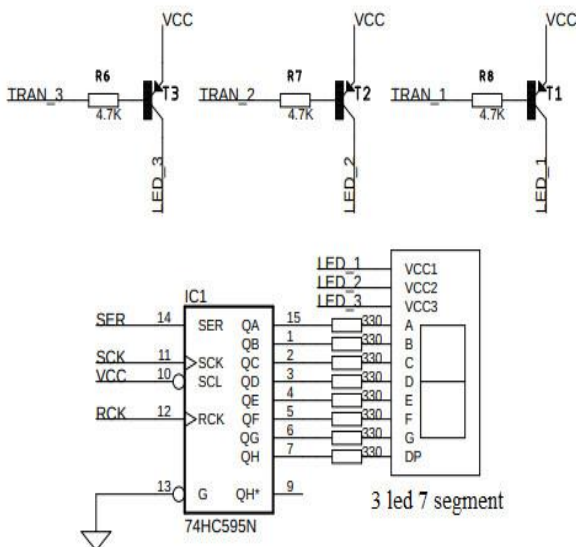 VCC VCC VCC
R6 R7 R8
TRAN_3 T3 TRAN_2 T2 TRAN_1 T1
4.7K 4.7K 4.7K
LED_3 LED_2 LED_1
LED_1 VCC1
LED_2 VCC2
IC1 LED_3 VCC3
SER 14 SER QA 15 330 A
QB 1 330 B
SCK 11 SCK QC 2 330 C
VCC 10 SCL QD 3 330 D
QE 4 330 E
RCK 12 RCK QF 5 330 F
QG 6 330 G
QH 7 330 DP
13 G QH* 9
3 led 7 segment
74HC595N